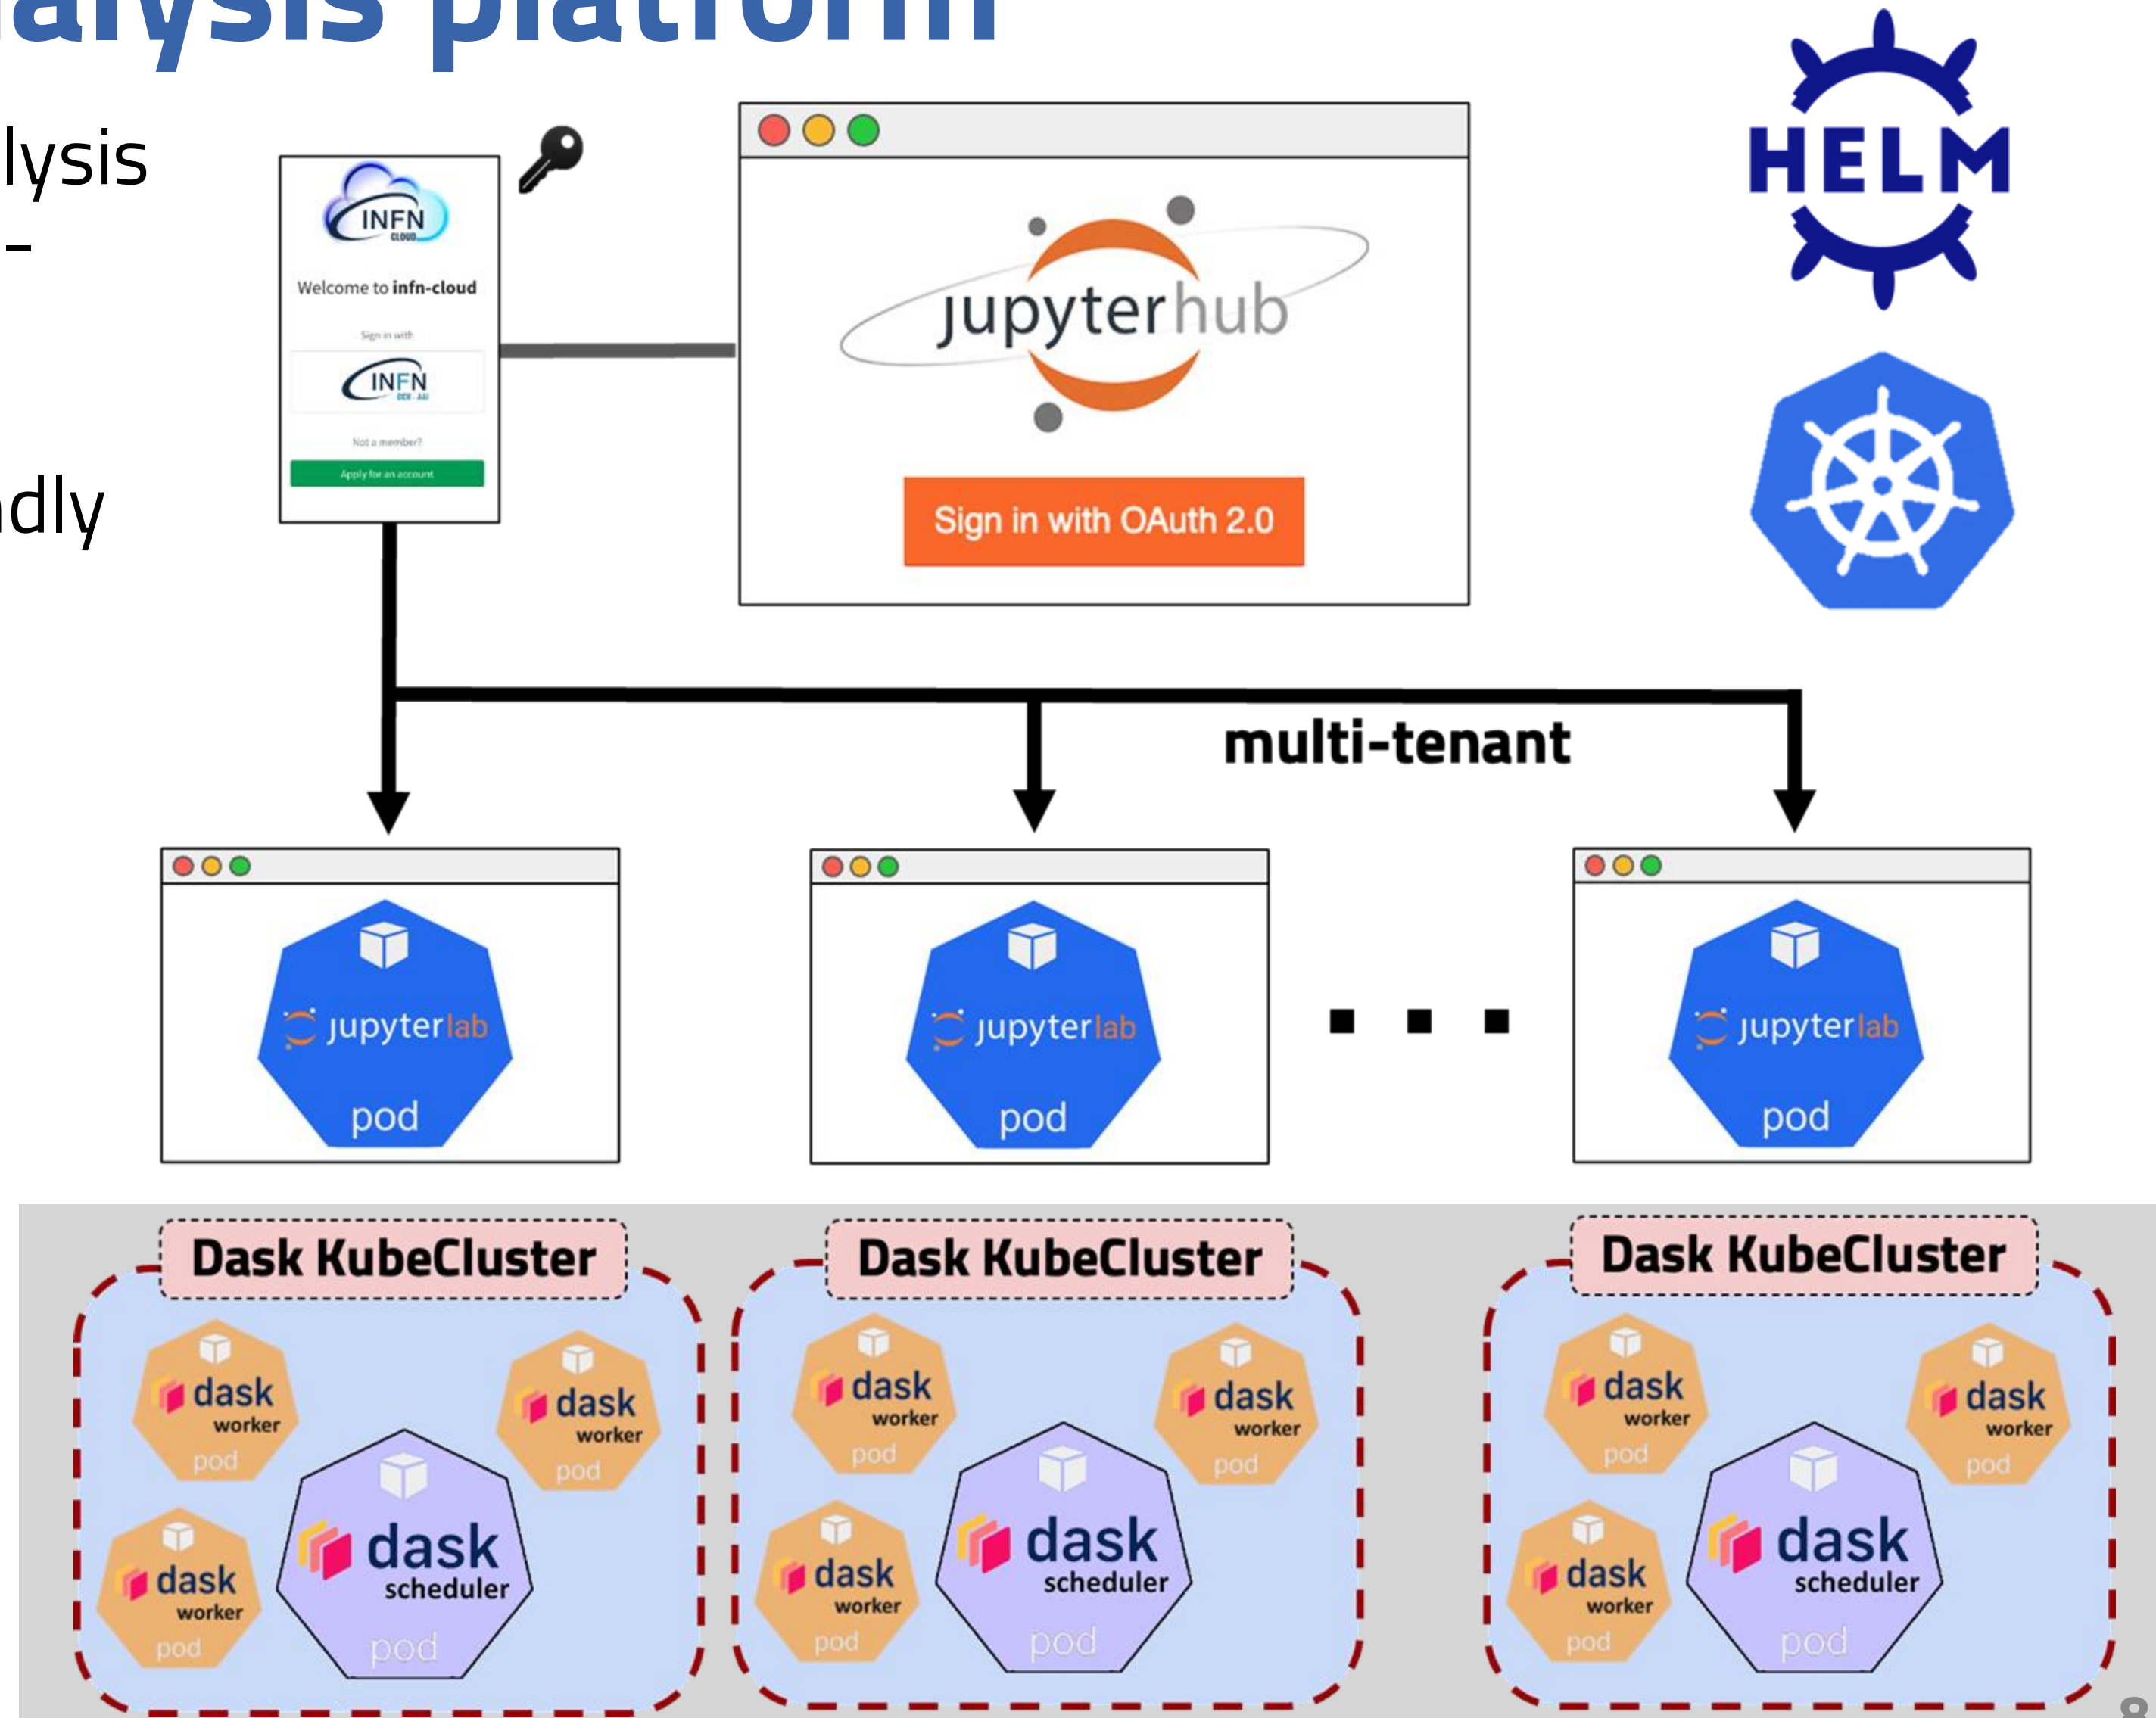 alysis platform
lysis
-
ndly
INFN
CLOUD
Welcome to infn-cloud
Sign in with
INFN
CCR - AAI
Not a member?
Apply for an account
jupyterhub
Sign in with OAuth 2.0
HELM
multi-tenant
jupyterlab
pod
jupyterlab
pod
jupyterlab
pod
Dask KubeCluster
dask
worker
pod
dask
worker
pod
dask
worker
pod
dask
scheduler
pod
Dask KubeCluster
dask
worker
pod
dask
worker
pod
dask
worker
pod
dask
scheduler
pod
Dask KubeCluster
dask
worker
pod
dask
worker
pod
dask
worker
pod
dask
scheduler
pod
8